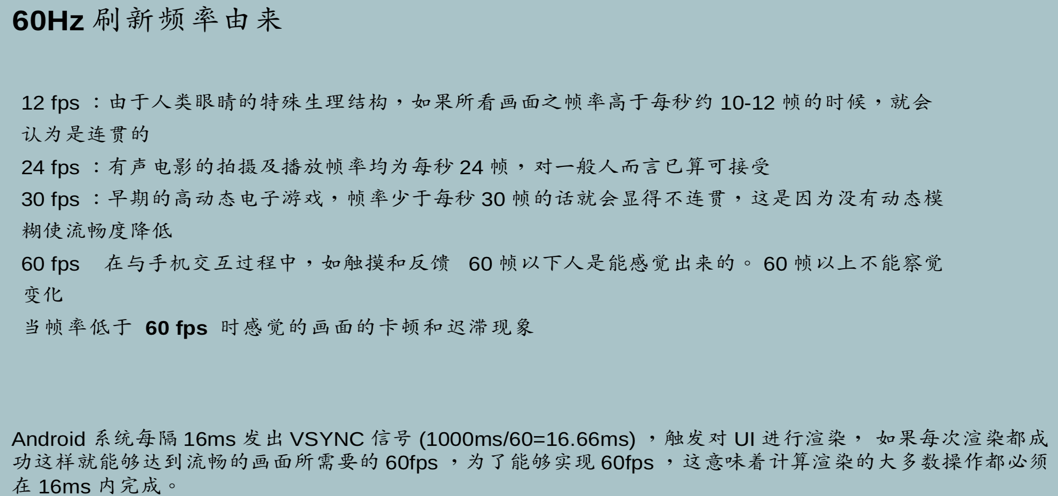 60Hz 刷新频率由来
12 fps ：由于人类眼睛的特殊生理结构，如果所看画面之帧率高于每秒约 10-12 帧的时候，就会
认为是连贯的
24 fps ：有声电影的拍摄及播放帧率均为每秒 24 帧，对一般人而言已算可接受
30 fps ：早期的高动态电子游戏，帧率少于每秒 30 帧的话就会显得不连贯，这是因为没有动态模
糊使流畅度降低
60 fps 在与手机交互过程中，如触摸和反馈 60 帧以下人是能感觉出来的。 60 帧以上不能察觉
变化
当帧率低于 60 fps 时感觉的画面的卡顿和迟滞现象
Android 系统每隔 16ms 发出 VSYNC 信号 (1000ms/60=16.66ms) ，触发对 UI 进行渲染， 如果每次渲染都成
功这样就能够达到流畅的画面所需要的 60fps ，为了能够实现 60fps ，这意味着计算渲染的大多数操作都必须
在 16ms 内完成。